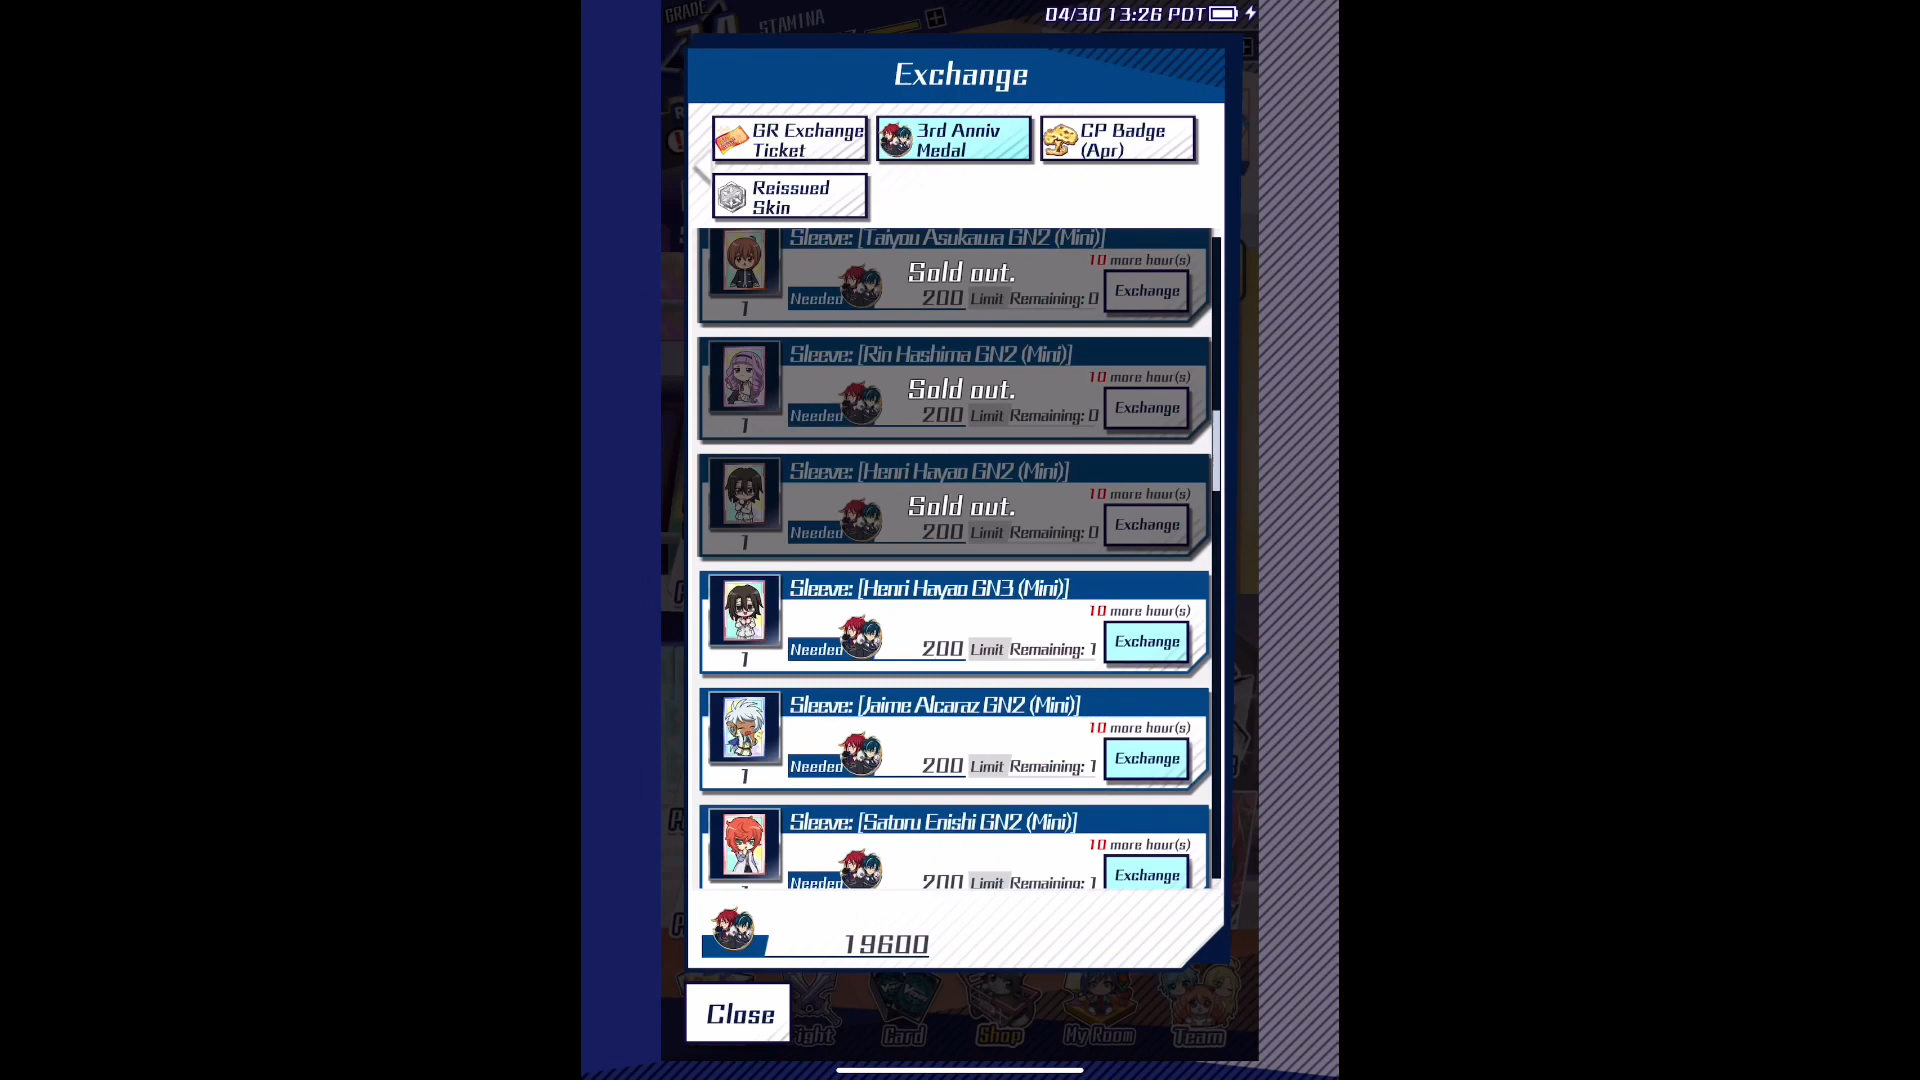 GRADE
STAMINA
04/30 13:26 PDT
Exchange
GR Exchange
Ticket
3rd Anniv
Medal
CP Badge
(Apr)
Reissued
Skin
Sleeve: [Taiyou Asukawa GN2 (Mini)]
10 more hour(s)
Sold out.
Needed 200 Limit Remaining: 0 Exchange
1
Sleeve: [Rin Hashima GN2 (Mini)]
10 more hour(s)
Sold out.
Needed 200 Limit Remaining: 0 Exchange
1
Sleeve: [Henri Hayao GN2 (Mini)]
10 more hour(s)
Sold out.
Needed 200 Limit Remaining: 0 Exchange
1
Sleeve: [Henri Hayao GN3 (Mini)]
10 more hour(s)
Needed 200 Limit Remaining: 1 Exchange
1
Sleeve: [Jaime Alcaraz GN2 (Mini)]
10 more hour(s)
Needed 200 Limit Remaining: 1 Exchange
1
Sleeve: [Satoru Enishi GN2 (Mini)]
10 more hour(s)
Needed 200 Limit Remaining: 1 Exchange
19600
Close
ight Card Shop My Room Team